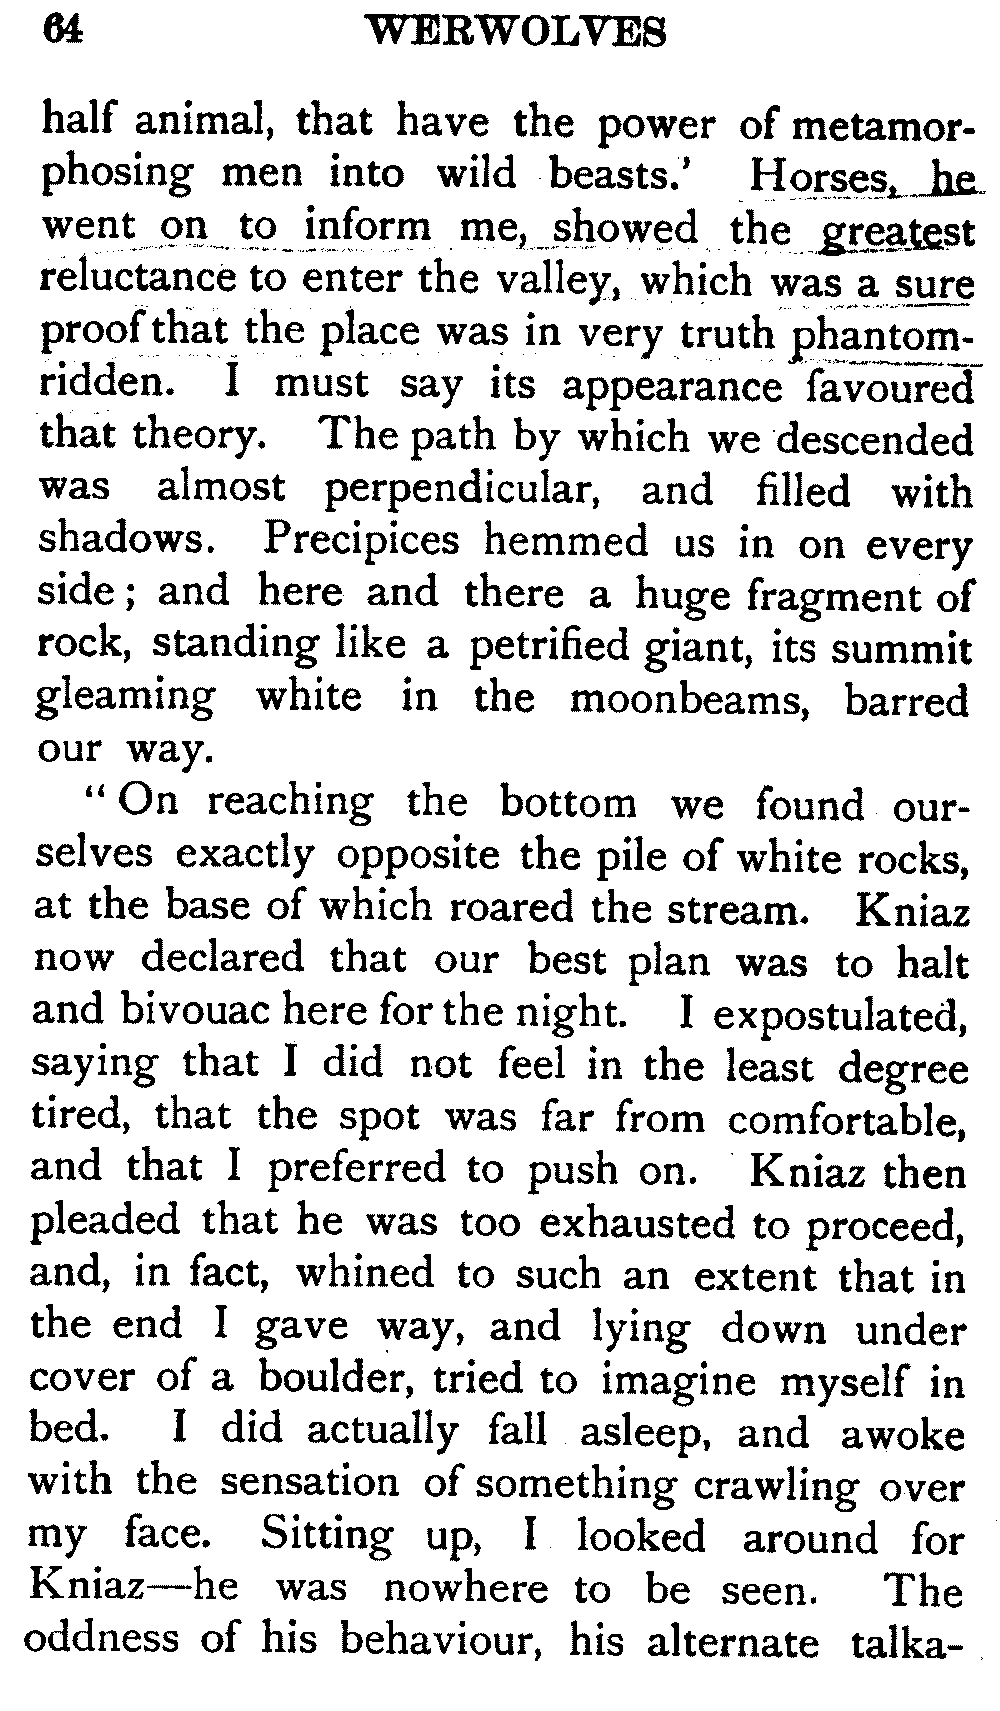 64 WERWOLVES
half animal, that have the power of metamor-
phosing men into wild beasts.' Horses, he
went on to inform me, showed the greatest
reluctance to enter the valley, which was a sure
proof that the place was in very truth phantom-
ridden. I must say its appearance favoured
that theory. The path by which we descended
was almost perpendicular, and filled with
shadows. Precipices hemmed us in on every
side; and here and there a huge fragment of
rock, standing like a petrified giant, its summit
gleaming white in the moonbeams, barred
our way.
"On reaching the bottom we found our-
selves exactly opposite the pile of white rocks,
at the base of which roared the stream. Kniaz
now declared that our best plan was to halt
and bivouac here for the night. I expostulated,
saying that I did not feel in the least degree
tired, that the spot was far from comfortable,
and that I preferred to push on. Kniaz then
pleaded that he was too exhausted to proceed,
and, in fact, whined to such an extent that in
the end I gave way, and lying down under
cover of a boulder, tried to imagine myself in
bed. I did actually fall asleep, and awoke
with the sensation of something crawling over
my face. Sitting up, I looked around for
Kniaz—he was nowhere to be seen. The
oddness of his behaviour, his alternate talka-